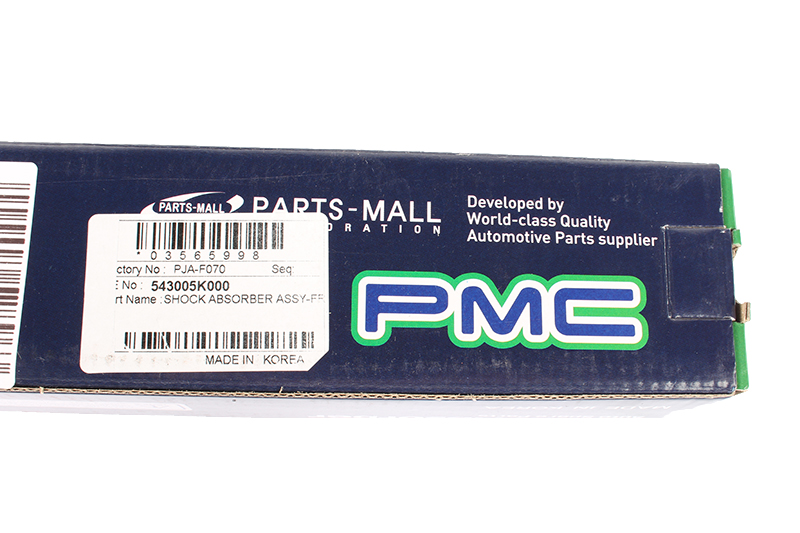 PARTS-MALL PARTS-MALL
ORATION
Developed by
World-class Quality
Automotive Parts supplier
*03565998
ctory No : PJA-F070 Seq:
E No : 543005K000
rt Name :SHOCK ABSORBER ASSY-FR
MADE IN KOREA
PMC